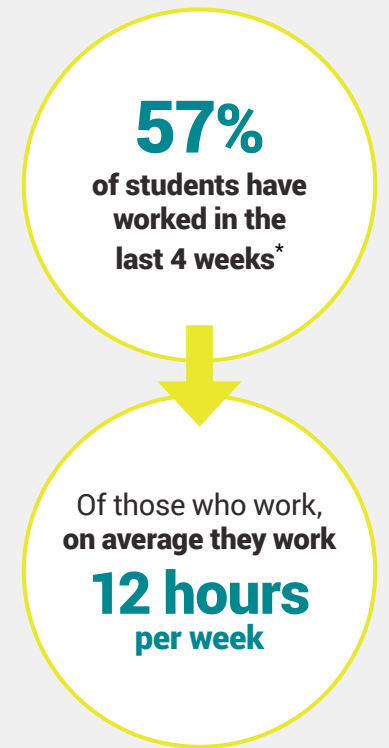 57%
of students have
worked in the
last 4 weeks*
Of those who work,
on average they work
12 hours
per week